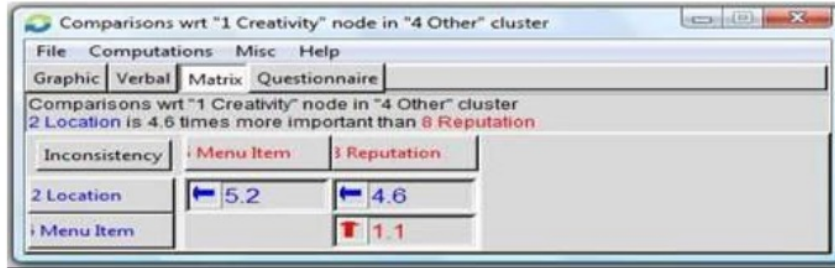 Comparisons wrt "1 Creativity" node in "4 Other" cluster
File Computations Misc Help
Graphic Verbal Matrix Questionnaire
Comparisons wrt "1 Creativity" node in "4 Other" cluster
2 Location is 4.6 times more important than 8 Reputation
Inconsistency Menu Item Reputation
2 Location 5.2 4.6
Menu Item 1.1